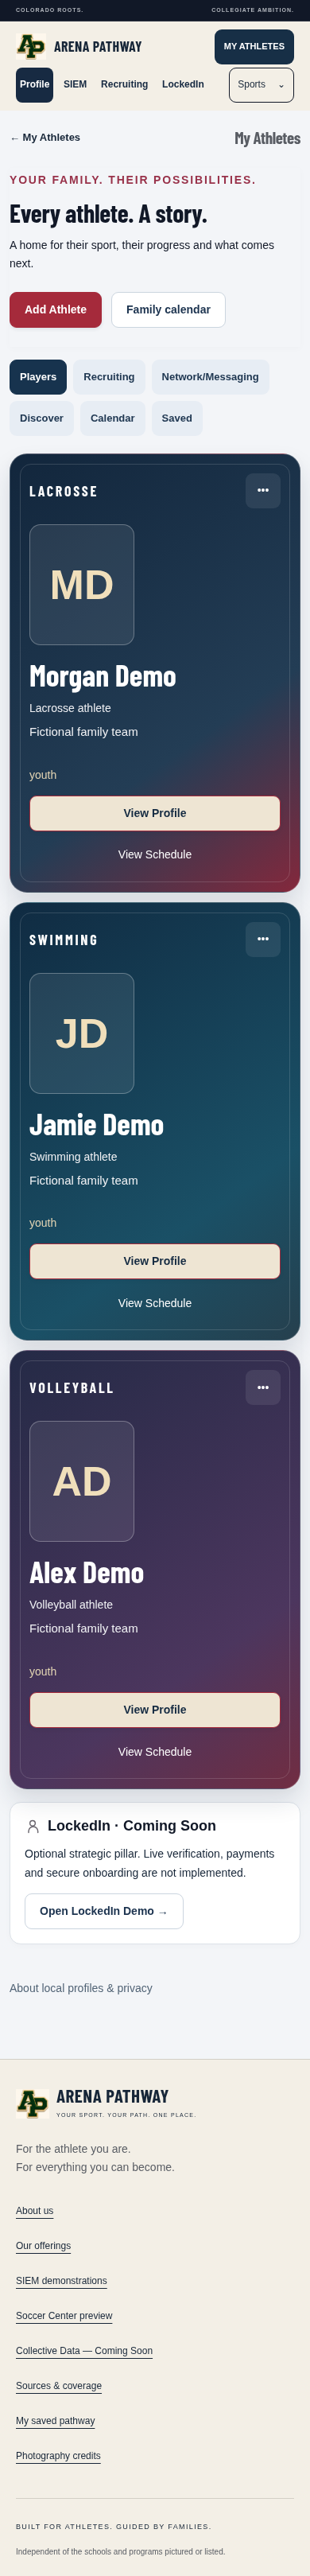 COLORADO ROOTS.
COLLEGIATE AMBITION.
AP ARENA PATHWAY
MY ATHLETES
Profile
SIEM
Recruiting
LockedIn
Sports
← My Athletes
My Athletes
YOUR FAMILY. THEIR POSSIBILITIES.
Every athlete. A story.
A home for their sport, their progress and what comes
next.
Add Athlete
Family calendar
Players
Recruiting
Network/Messaging
Discover
Calendar
Saved
LACROSSE
•••
MD
Morgan Demo
Lacrosse athlete
Fictional family team
youth
View Profile
View Schedule
SWIMMING
•••
JD
Jamie Demo
Swimming athlete
Fictional family team
youth
View Profile
View Schedule
VOLLEYBALL
•••
AD
Alex Demo
Volleyball athlete
Fictional family team
youth
View Profile
View Schedule
LockedIn · Coming Soon
Optional strategic pillar. Live verification, payments
and secure onboarding are not implemented.
Open LockedIn Demo →
About local profiles & privacy
AP ARENA PATHWAY
YOUR SPORT. YOUR PATH. ONE PLACE.
For the athlete you are.
For everything you can become.
About us
Our offerings
SIEM demonstrations
Soccer Center preview
Collective Data — Coming Soon
Sources & coverage
My saved pathway
Photography credits
BUILT FOR ATHLETES. GUIDED BY FAMILIES.
Independent of the schools and programs pictured or listed.